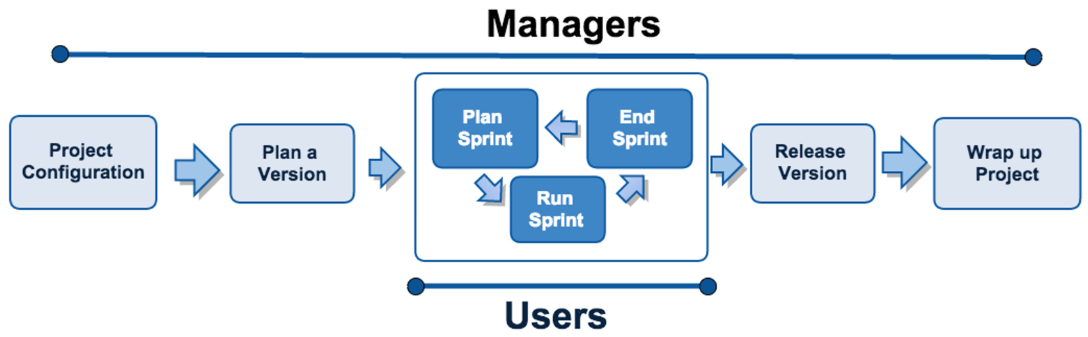 Managers
Project
Configuration
Plan a
Version
Plan
Sprint
End
Sprint
Run
Sprint
Release
Version
Wrap up
Project
Users